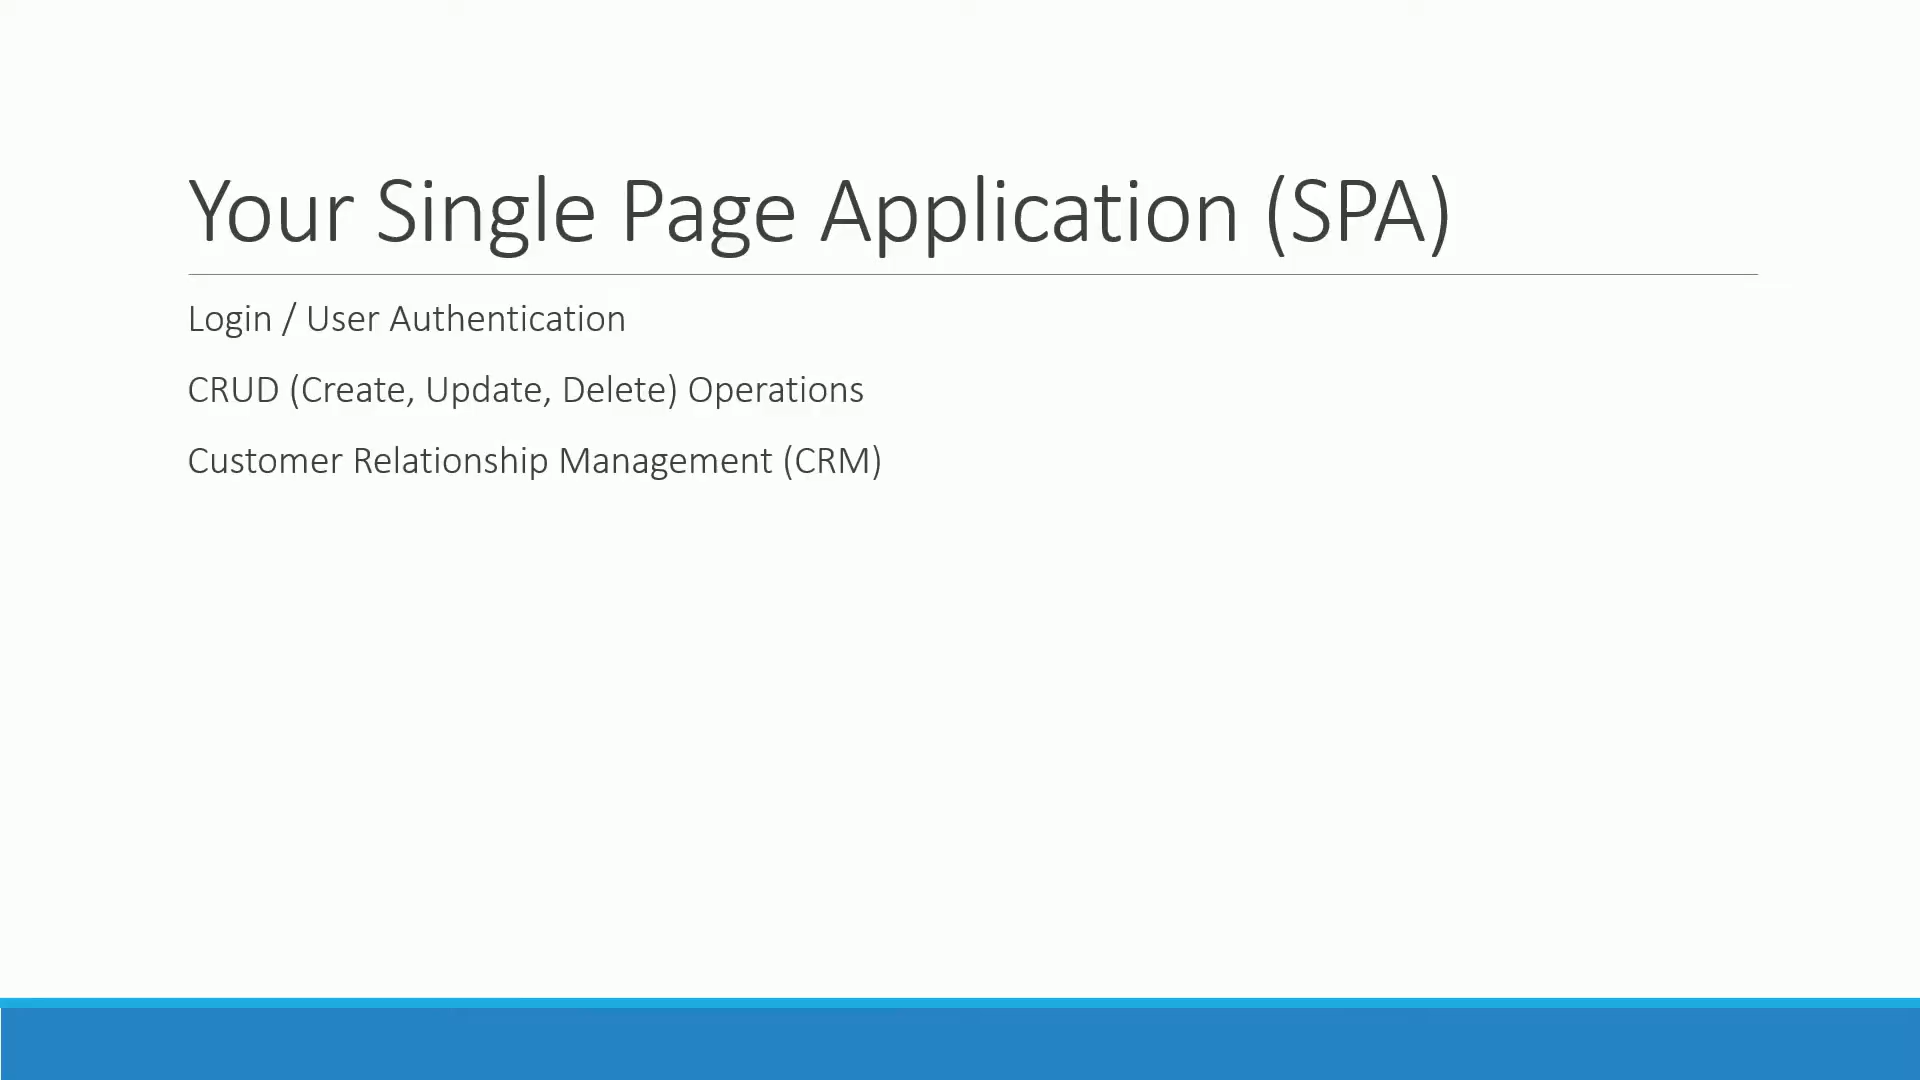 Your Single Page Application (SPA)
Login / User Authentication
CRUD (Create, Update, Delete) Operations
Customer Relationship Management (CRM)